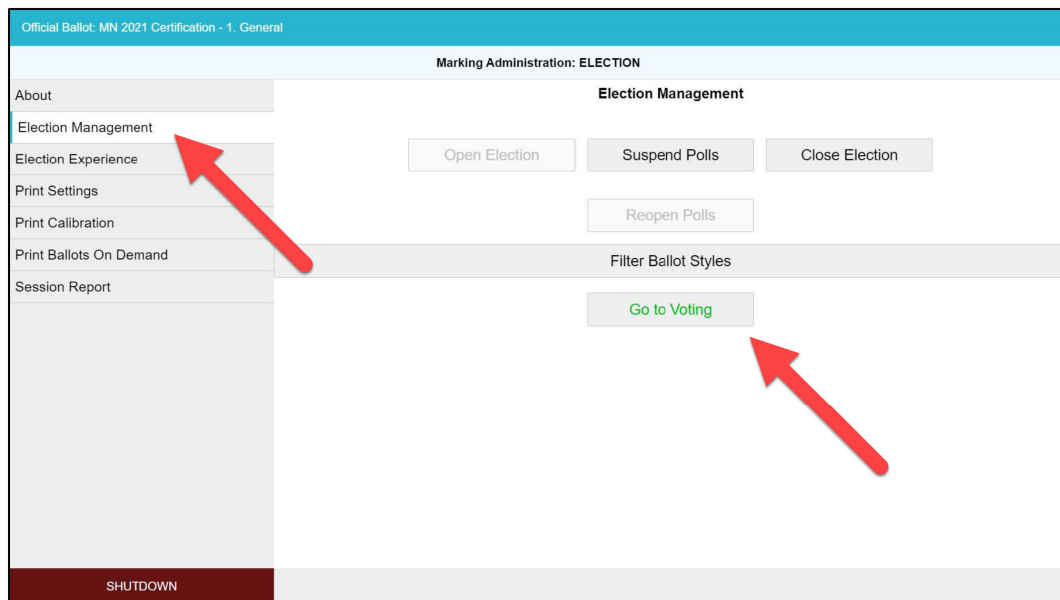 Official Ballot: MN 2021 Certification - 1. General
Marking Administration: ELECTION
About
Election Management
Election Experience
Print Settings
Print Calibration
Print Ballots On Demand
Session Report
SHUTDOWN
Election Management
Open Election Suspend Polls Close Election
Reopen Polls
Filter Ballot Styles
Go to Voting